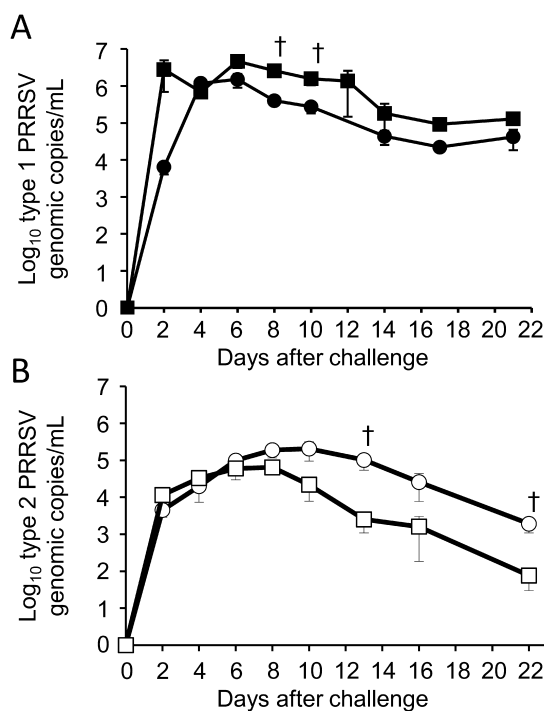 A
Log10 type 1 PRRSV
genomic copies/mL
7
6
5
4
3
2
1
0
† †
0 2 4 6 8 10 12 14 16 18 20 22
Days after challenge
B
Log10 type 2 PRRSV
genomic copies/mL
7
6
5
4
3
2
1
0
†
†
0 2 4 6 8 10 12 14 16 18 20 22
Days after challenge